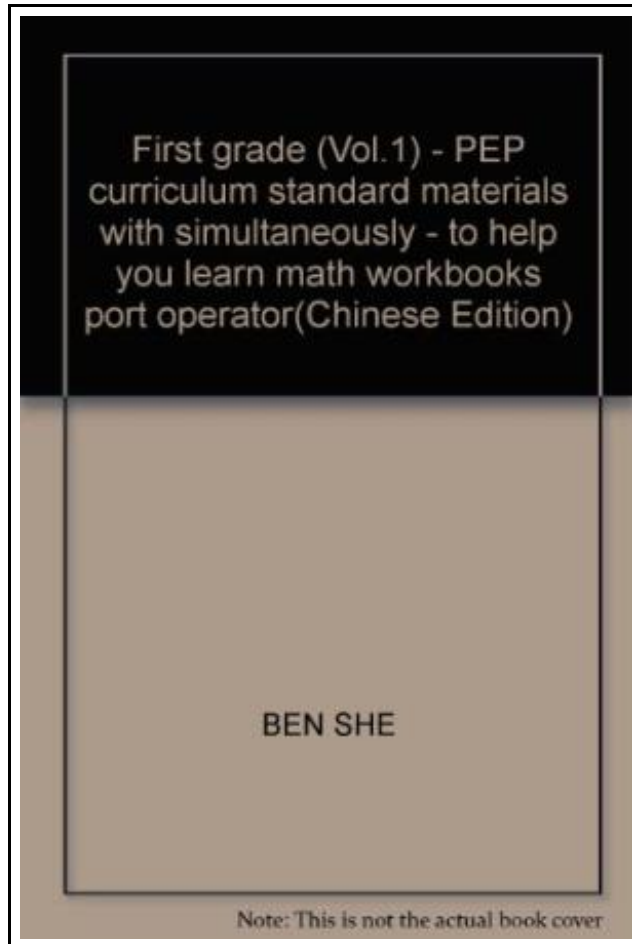 First grade (Vol.1) - PEP
curriculum standard materials
with simultaneously - to help
you learn math workbooks
port operator(Chinese Edition)
BEN SHE
Note: This is not the actual book cover